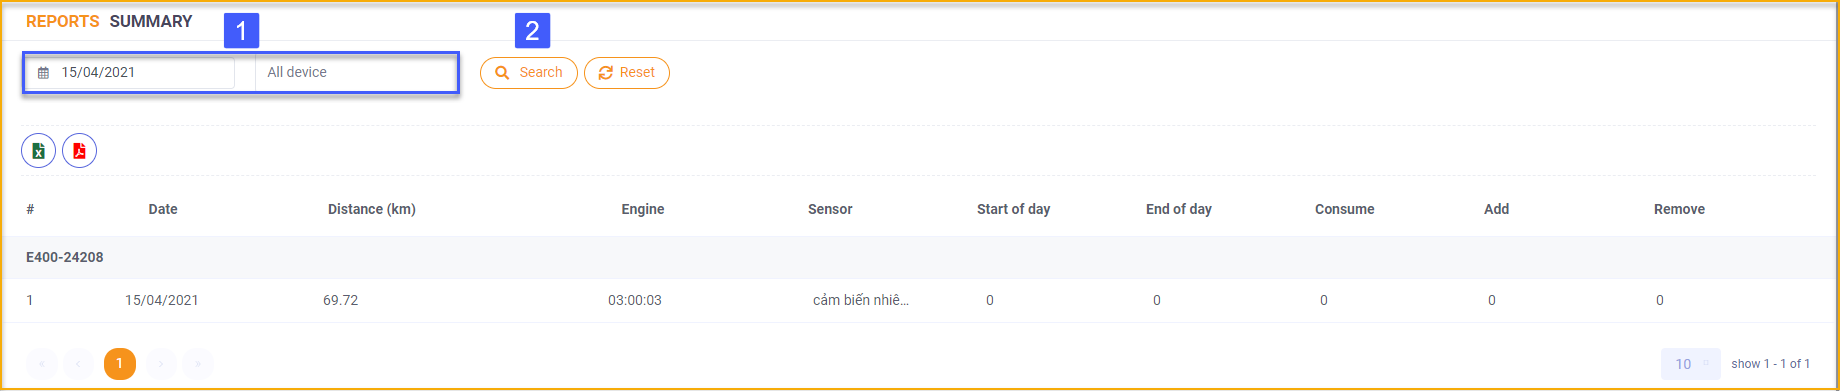 REPORTS SUMMARY
1
2
15/04/2021 All device Search Reset
# Date Distance (km) Engine Sensor Start of day End of day Consume Add Remove
E400-24208
1 15/04/2021 69.72 03:00:03 cảm biến nhiê... 0 0 0 0 0
« ‹ 1 › » 10 show 1 - 1 of 1